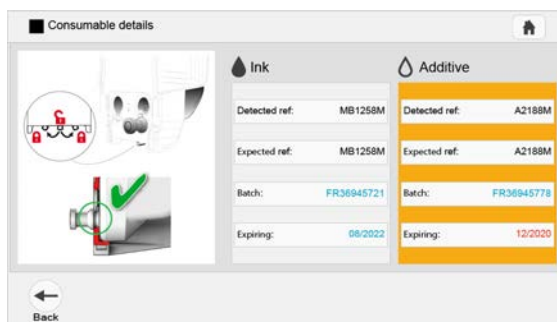 Consumable details
Ink
Additive
Detected ref: MB1258M
Detected ref: A2188M
Expected ref: MB1258M
Expected ref: A2188M
Batch: FR36945721
Batch: FR36945778
Expiring: 08/2022
Expiring: 12/2020
Back